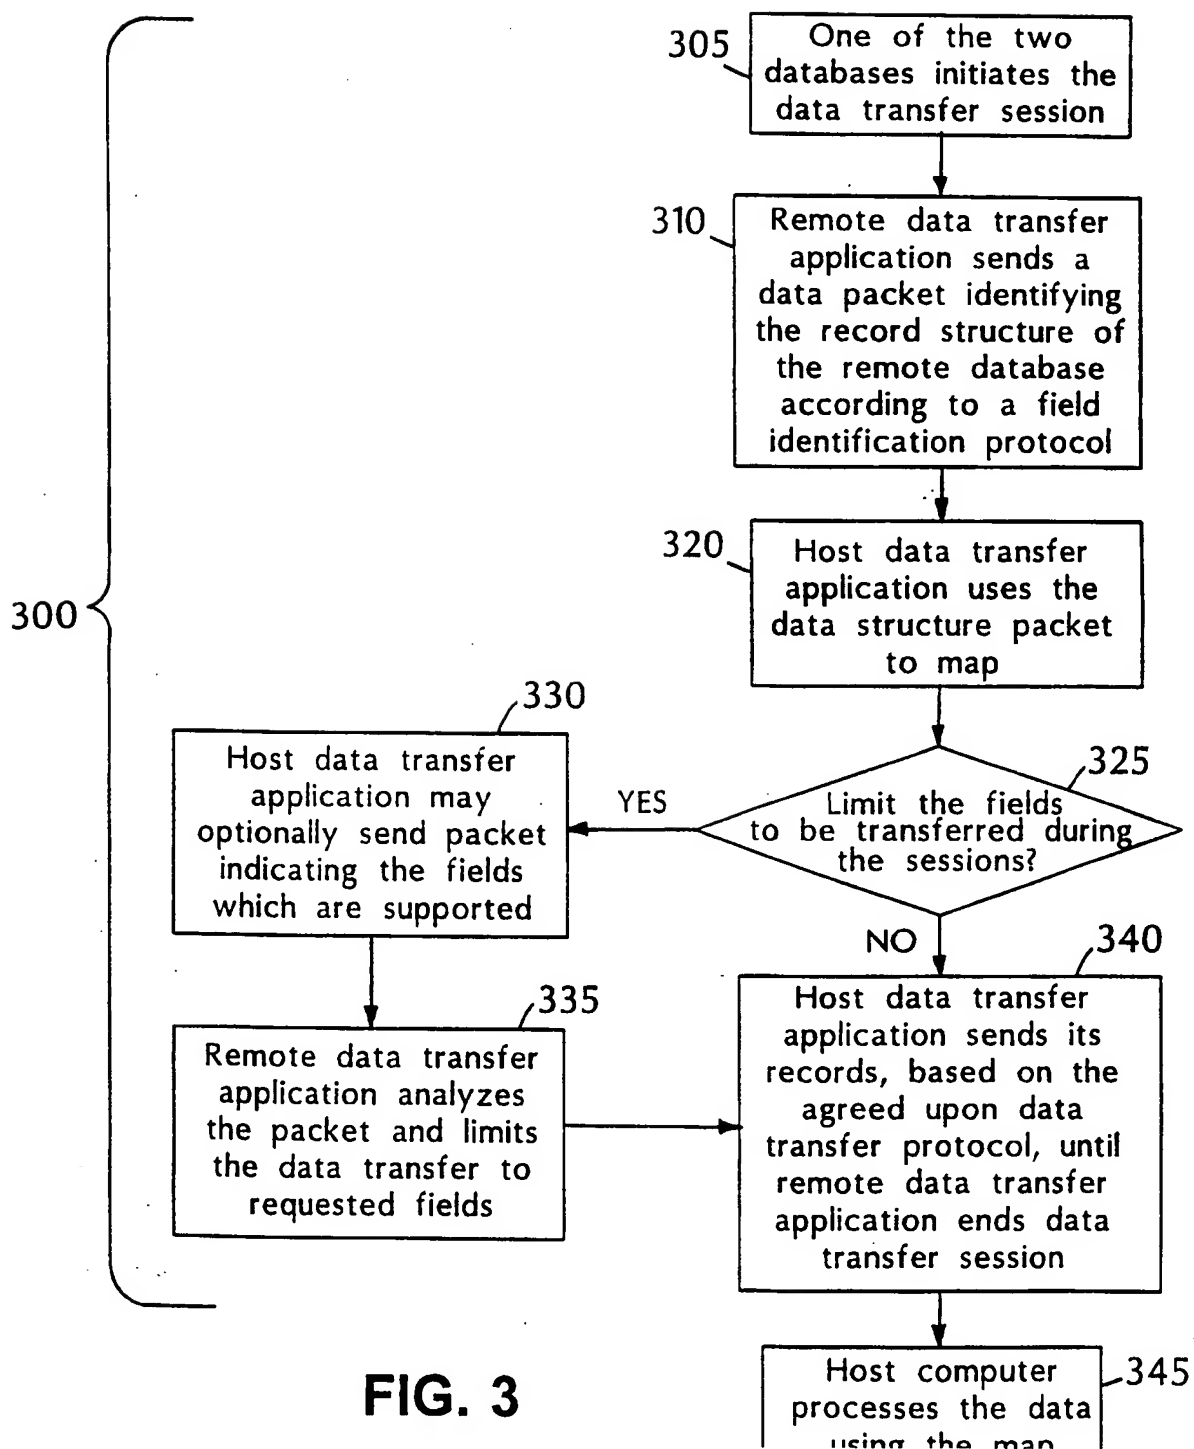 305
One of the two
databases initiates the
data transfer session
310
Remote data transfer
application sends a
data packet identifying
the record structure of
the remote database
according to a field
identification protocol
320
Host data transfer
application uses the
data structure packet
to map
300
325
Limit the fields
to be transferred during
the sessions?
YES
NO
330
Host data transfer
application may
optionally send packet
indicating the fields
which are supported
335
Remote data transfer
application analyzes
the packet and limits
the data transfer to
requested fields
340
Host data transfer
application sends its
records, based on the
agreed upon data
transfer protocol, until
remote data transfer
application ends data
transfer session
345
Host computer
processes the data
using the map
FIG. 3